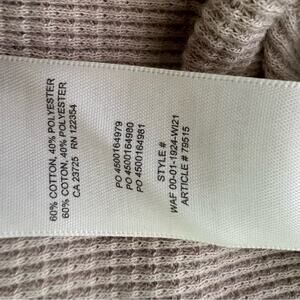 60% COTTON, 40% POLYESTER
60% COTON, 40% POLYESTER
CA 23725 RN 122354
PO 4500164979
PO 4500164980
PO 4500164981
STYLE #
WAF 00-01-1924-WI21
ARTICLE # 79515